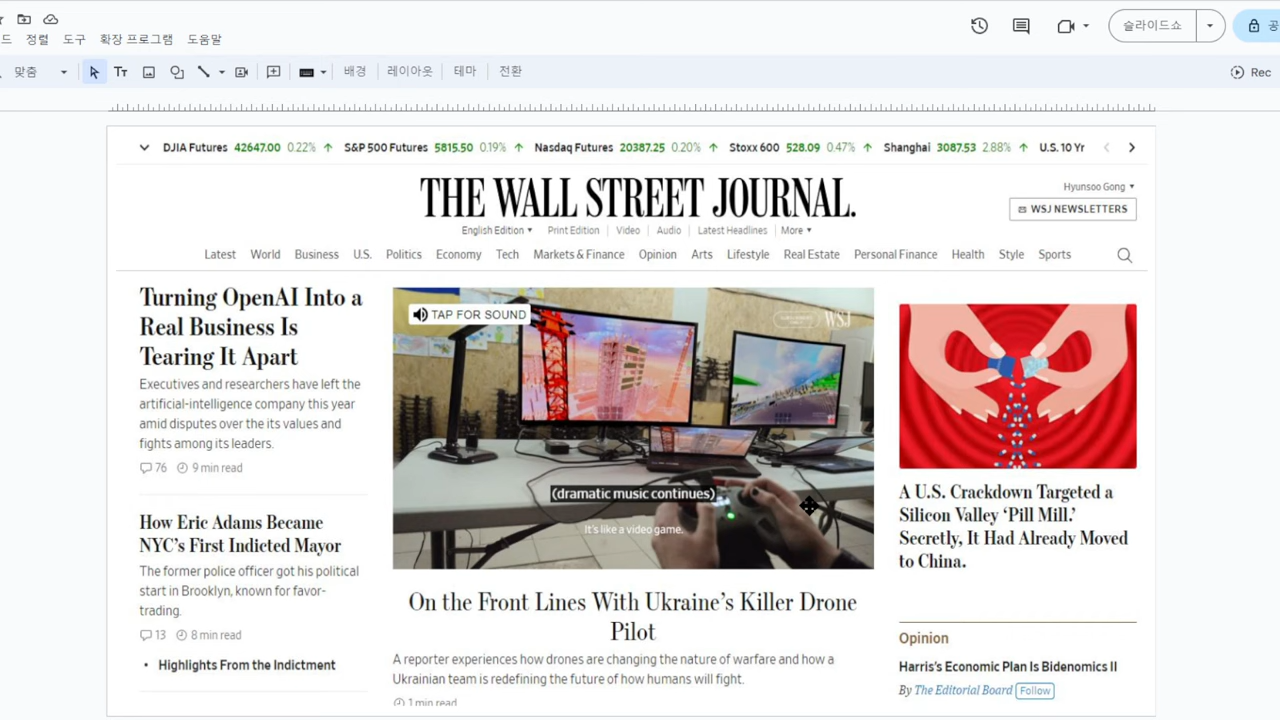 드 정렬 도구 확장 프로그램 도움말
슬라이드쇼 공
맞춤 배경 레이아웃 테마 전환 Rec
DJIA Futures 42647.00 0.22% S&P 500 Futures 5815.50 0.19% Nasdaq Futures 20387.25 0.20% Stoxx 600 528.09 0.47% Shanghai 3087.53 2.88% U.S. 10 Yr
THE WALL STREET JOURNAL.
Hyunsoo Gong
WSJ NEWSLETTERS
English Edition Print Edition Video Audio Latest Headlines More
Latest World Business U.S. Politics Economy Tech Markets & Finance Opinion Arts Lifestyle Real Estate Personal Finance Health Style Sports
Turning OpenAI Into a
Real Business Is
Tearing It Apart
Executives and researchers have left the
artificial-intelligence company this year
amid disputes over the its values and
fights among its leaders.
76 9 min read
How Eric Adams Became
NYC's First Indicted Mayor
The former police officer got his political
start in Brooklyn, known for favor-
trading.
13 8 min read
• Highlights From the Indictment
TAP FOR SOUND
WSJ
(dramatic music continues)
It's like a video game.
On the Front Lines With Ukraine's Killer Drone
Pilot
A reporter experiences how drones are changing the nature of warfare and how a
Ukrainian team is redefining the future of how humans will fight.
1 min read
A U.S. Crackdown Targeted a
Silicon Valley 'Pill Mill.'
Secretly, It Had Already Moved
to China.
Opinion
Harris's Economic Plan Is Bidenomics II
By The Editorial Board Follow